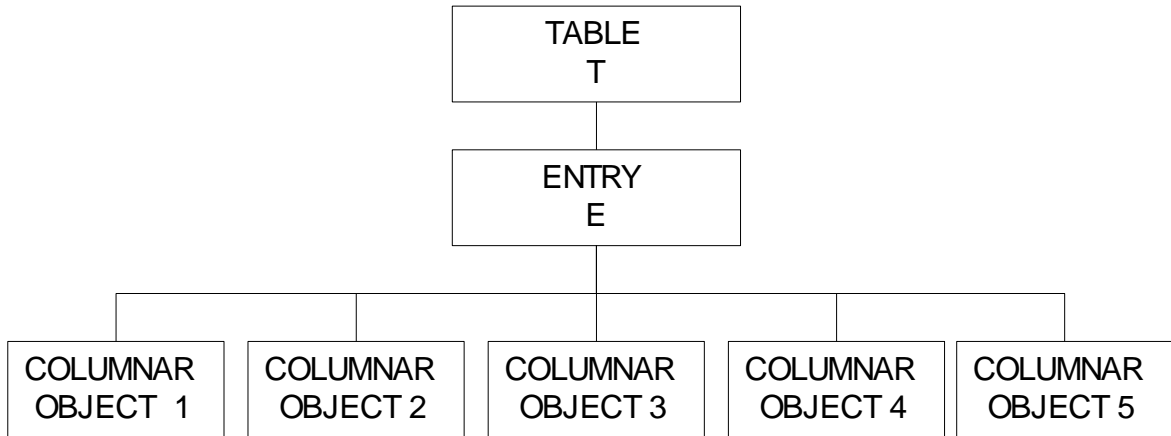 TABLE
T
ENTRY
E
COLUMNAR
OBJECT 1
COLUMNAR
OBJECT 2
COLUMNAR
OBJECT 3
COLUMNAR
OBJECT 4
COLUMNAR
OBJECT 5